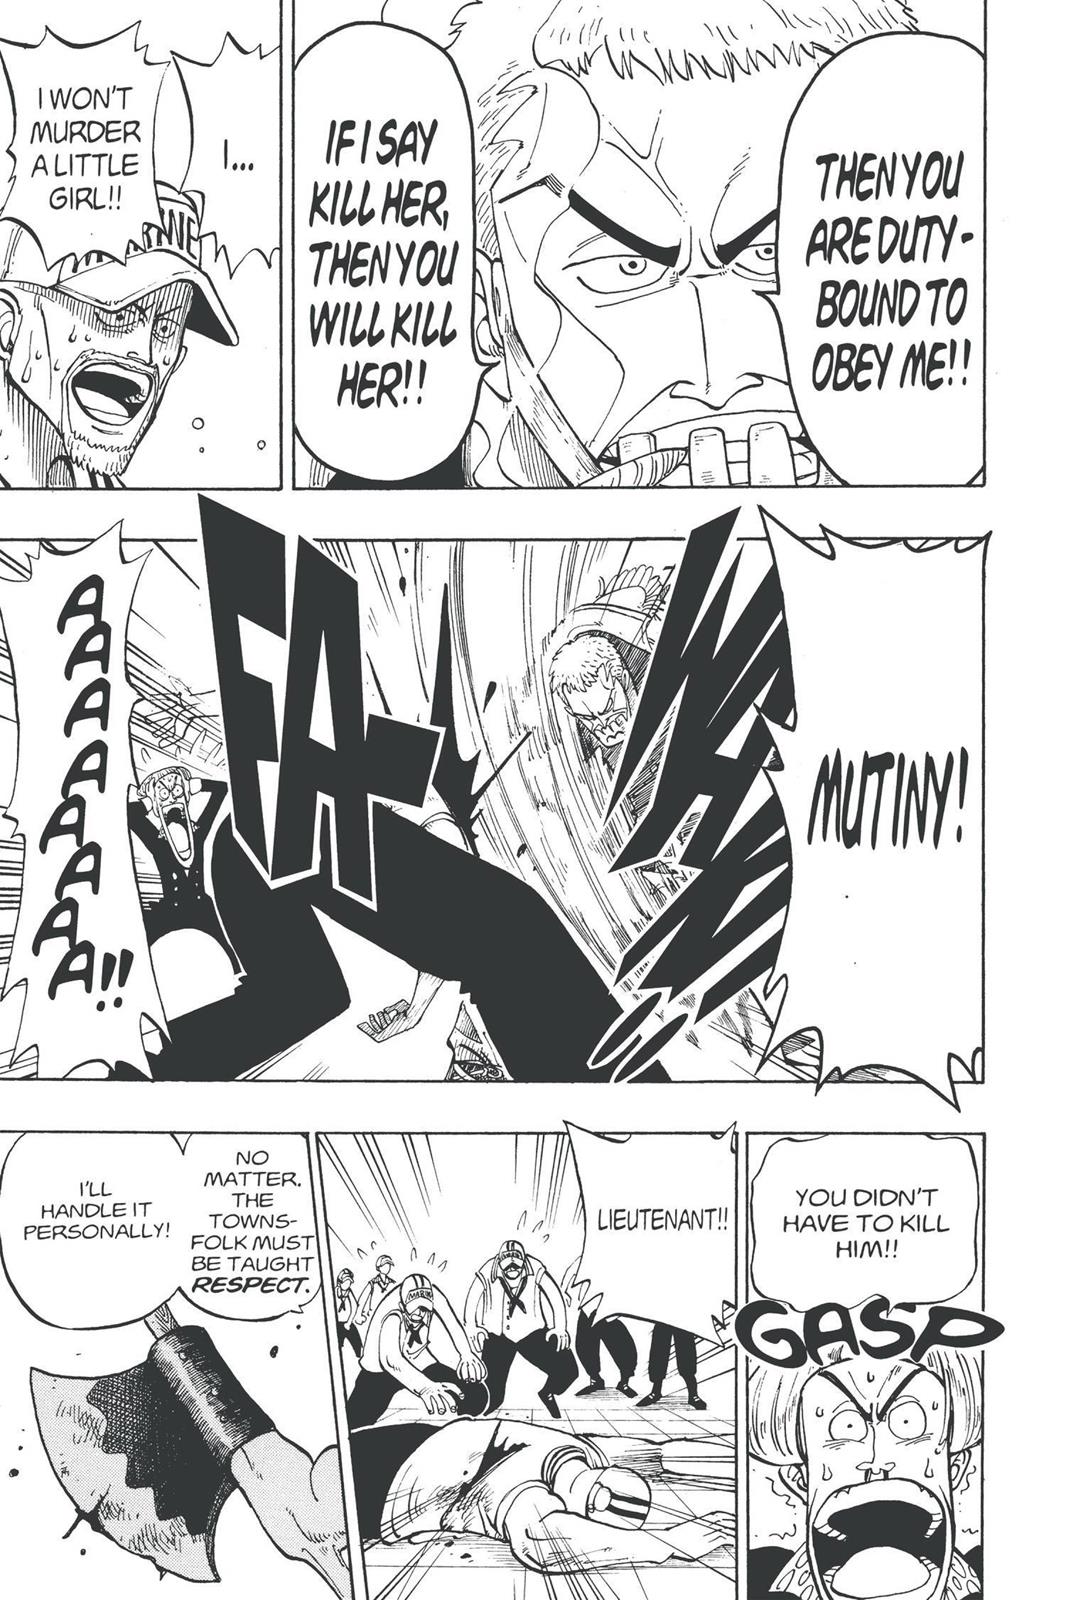 THEN YOU
ARE DUTY-
BOUND TO
OBEY ME!!
IF I SAY
KILL HER,
THEN YOU
WILL KILL
HER!!
I...
I WON'T
MURDER
A LITTLE
GIRL!!
MUTINY!
WHAM
FA-
AAAAAAAAA!!
YOU DIDN'T
HAVE TO KILL
HIM!!
GASP
LIEUTENANT!!
MARINE
NO
MATTER.
THE
TOWNS-
FOLK MUST
BE TAUGHT
RESPECT.
I'LL
HANDLE IT
PERSONALLY!